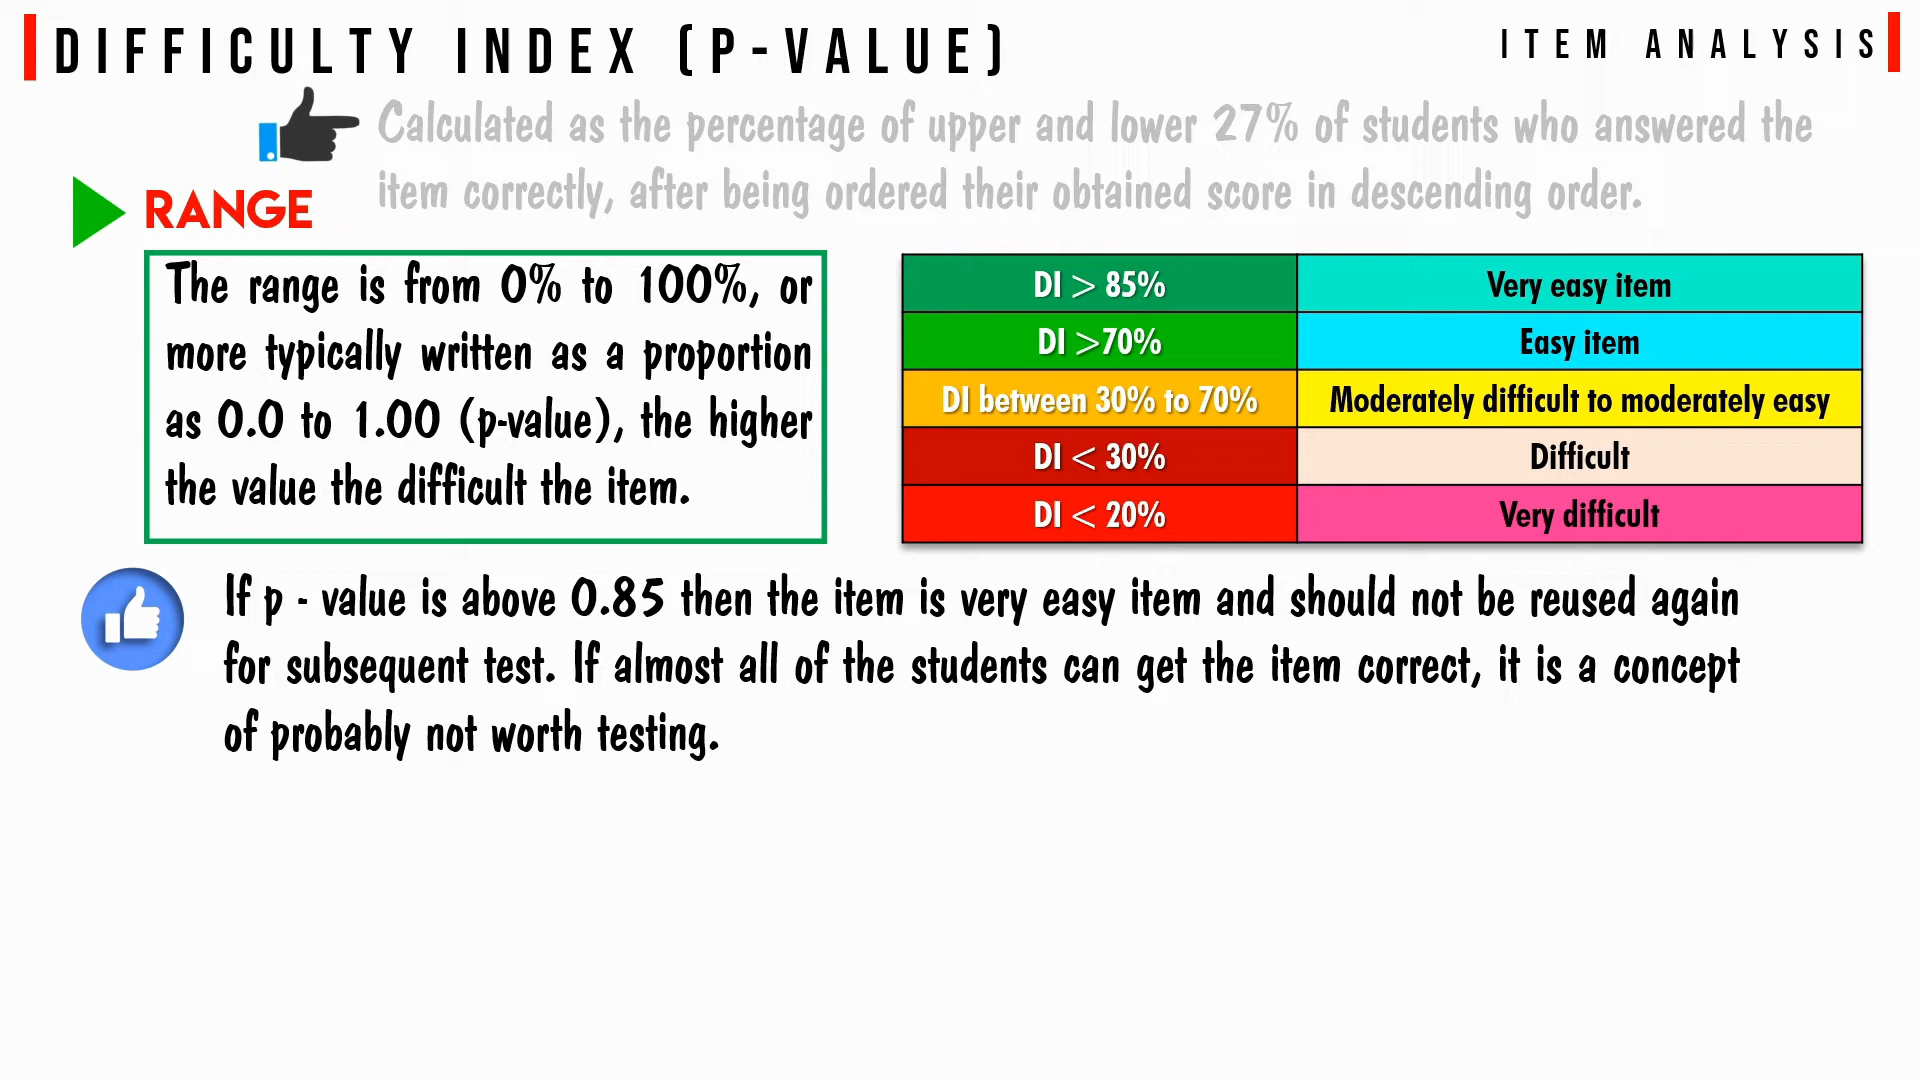 DIFFICULTY INDEX (P-VALUE)
ITEM ANALYSIS
Calculated as the percentage of upper and lower 27% of students who answered the
item correctly, after being ordered their obtained score in descending order.
RANGE
The range is from 0% to 100%, or
more typically written as a proportion
as 0.0 to 1.00 (p-value), the higher
the value the difficult the item.
DI > 85% Very easy item
DI >70% Easy item
DI between 30% to 70% Moderately difficult to moderately easy
DI < 30% Difficult
DI < 20% Very difficult
If p - value is above 0.85 then the item is very easy item and should not be reused again
for subsequent test. If almost all of the students can get the item correct, it is a concept
of probably not worth testing.